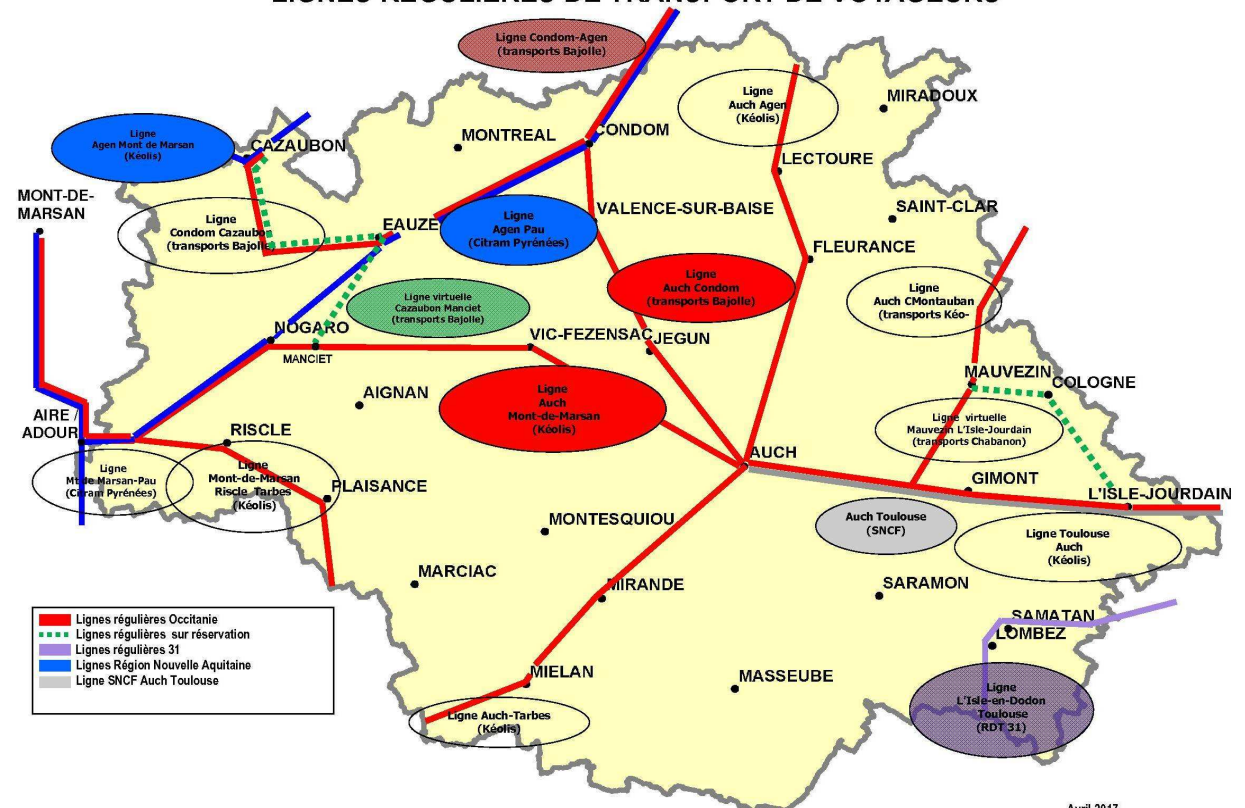 LIGNES REGULIERES DE TRANSPORT DE VOYAGEURS
Ligne Condom-Agen
(transports Bajolle)
Ligne
Auch Agen
(Kéolis)
MIRADOUX
Ligne
Agen Mont de Marsan
(Kéolis)
CAZAUBON
MONTREAL
CONDOM
LECTOURE
MONT-DE-
MARSAN
Ligne
Condom Cazaubon
(transports Bajolle)
EAUZE
Ligne
Agen Pau
(Citram Pyrénées)
VALENCE-SUR-BAISE
SAINT-CLAR
FLEURANCE
Ligne
Auch Condom
(transports Bajolle)
Ligne
Auch CMontauban
(transports Kéo-
Ligne virtuelle
Cazaubon Manciet
(transports Bajolle)
NOGARO
MANCIET
VIC-FEZENSAC
JEGUN
MAUVEZIN
COLOGNE
AIGNAN
Ligne
Auch
Mont-de-Marsan
(Kéolis)
AIRE /
ADOUR
RISCLE
Ligne virtuelle
Mauvezin L'Isle-Jourdain
(transports Chabanon)
AUCH
GIMONT
L'ISLE-JOURDAIN
Ligne
Mt de Marsan-Pau
(Citram Pyrénées)
Ligne
Mont-de-Marsan
Riscle Tarbes
(Kéolis)
PLAISANCE
MONTESQUIOU
Auch Toulouse
(SNCF)
Ligne Toulouse
Auch
(Kéolis)
MARCIAC
MIRANDE
SARAMON
SAMATAN
LOMBEZ
Lignes régulières Occitanie
Lignes régulières sur réservation
Lignes régulières 31
Lignes Région Nouvelle Aquitaine
Ligne SNCF Auch Toulouse
MIELAN
MASSEUBE
Ligne
L'Isle-en-Dodon
Toulouse
(RDT 31)
Ligne Auch-Tarbes
(Kéolis)
Avril 2017